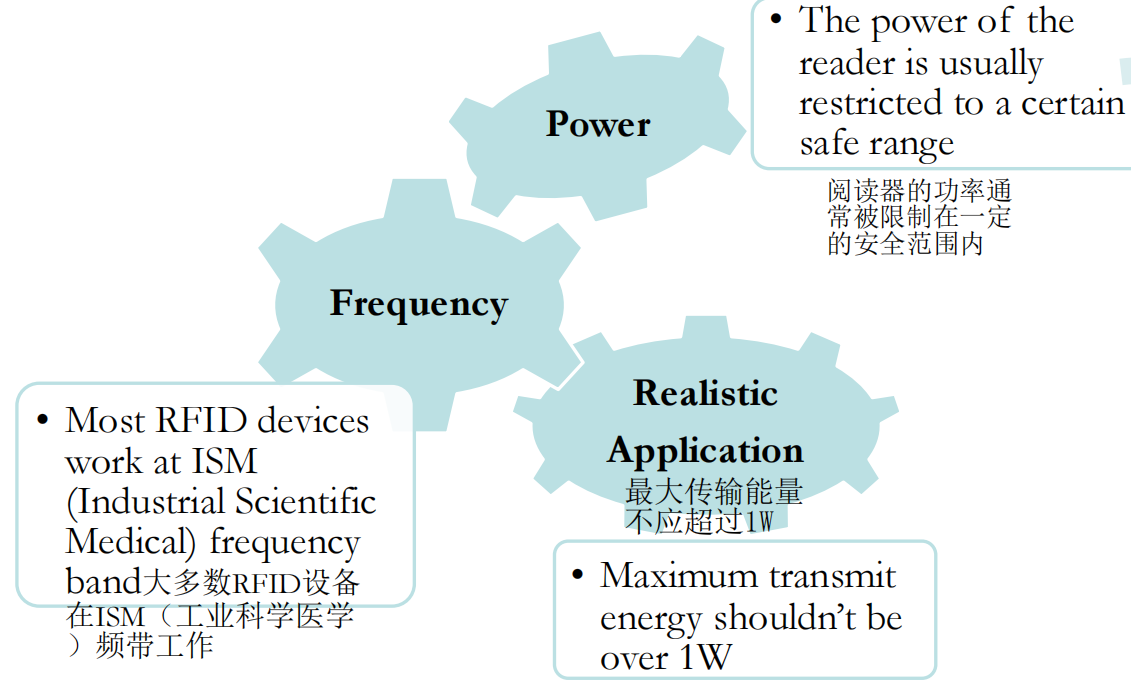 Power
• The power of the
reader is usually
restricted to a certain
safe range
阅读器的功率通
常被限制在一定
的安全范围内
Frequency
• Most RFID devices
work at ISM
(Industrial Scientific
Medical) frequency
band大多数RFID设备
在ISM（工业科学医学
）频带工作
Realistic
Application
最大传输能量
不应超过1W
• Maximum transmit
energy shouldn’t be
over 1W